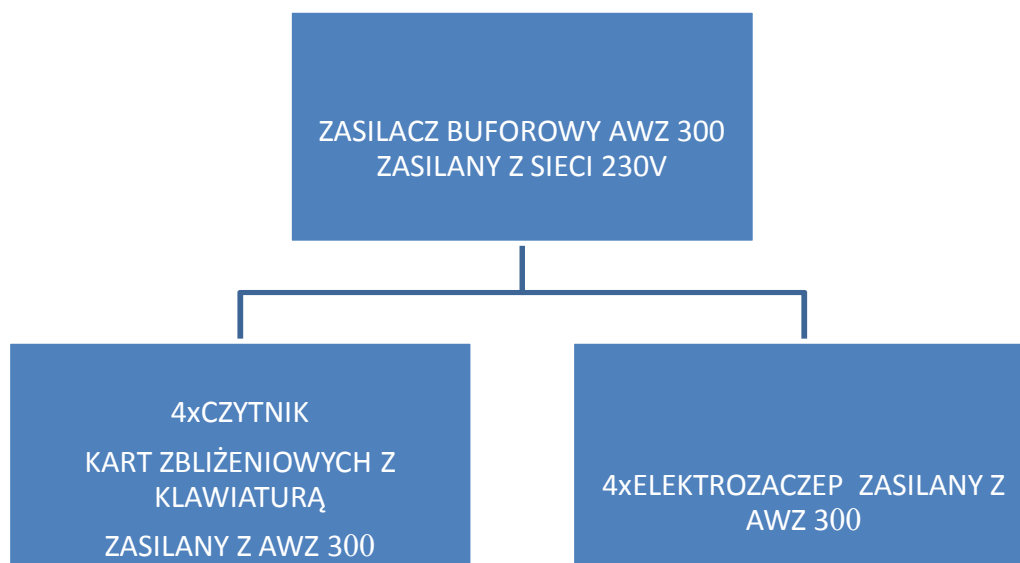 ZASILACZ BUFOROWY AWZ 300
ZASILANY Z SIECI 230V
4xCZYTNIK
KART ZBLIŻENIOWYCH Z
KLAWIATURĄ
ZASILANY Z AWZ 300
4xELEKTROZACZEP ZASILANY Z
AWZ 300